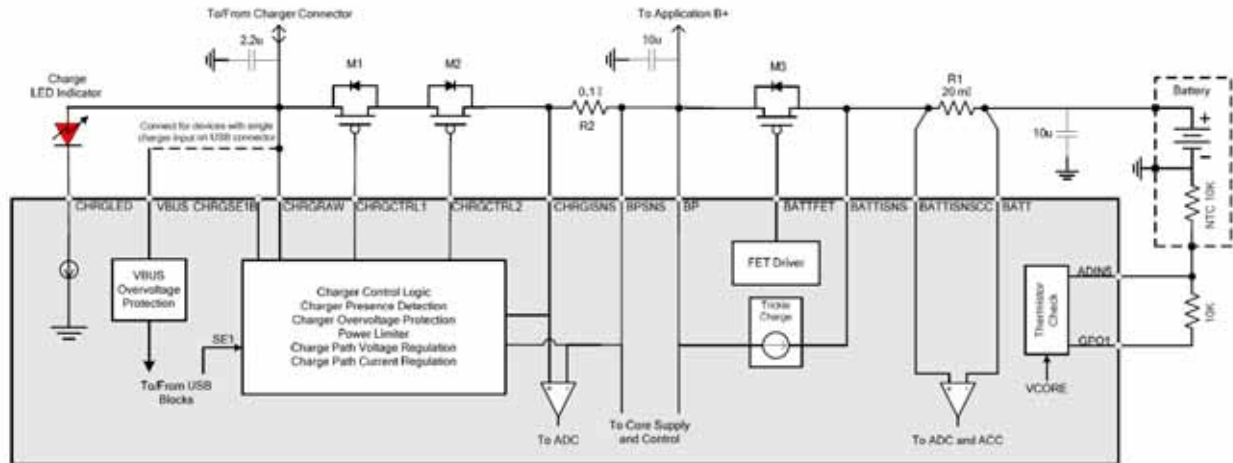 To/From Charger Connector
To Application B+
2.2u
10u
M1
M2
M3
R1
20 mΩ
Charge
LED Indicator
Battery
+
0.1Ω
R2
Connect for devices with single
charger input on USB connector
10u
-
NTC 10K
CHRGLED
VBUS
CHRGSE1B
CHRGRAW
CHRGCTRL1
CHRGCTRL2
CHRGISNS
BPSNS
BP
BATTFET
BATTISNS
BATTISNSCC
BATT
VBUS
Overvoltage
Protection
Charger Control Logic
Charger Presence Detection
Charger Overvoltage Protection
Power Limiter
Charge Path Voltage Regulation
Charge Path Current Regulation
FET Driver
Trickle
Charge
Thermistor
Check
ADIN5
10K
GPO1
SE1
VCORE
To/From USB
Blocks
To ADC
To Core Supply
and Control
To ADC and ACC